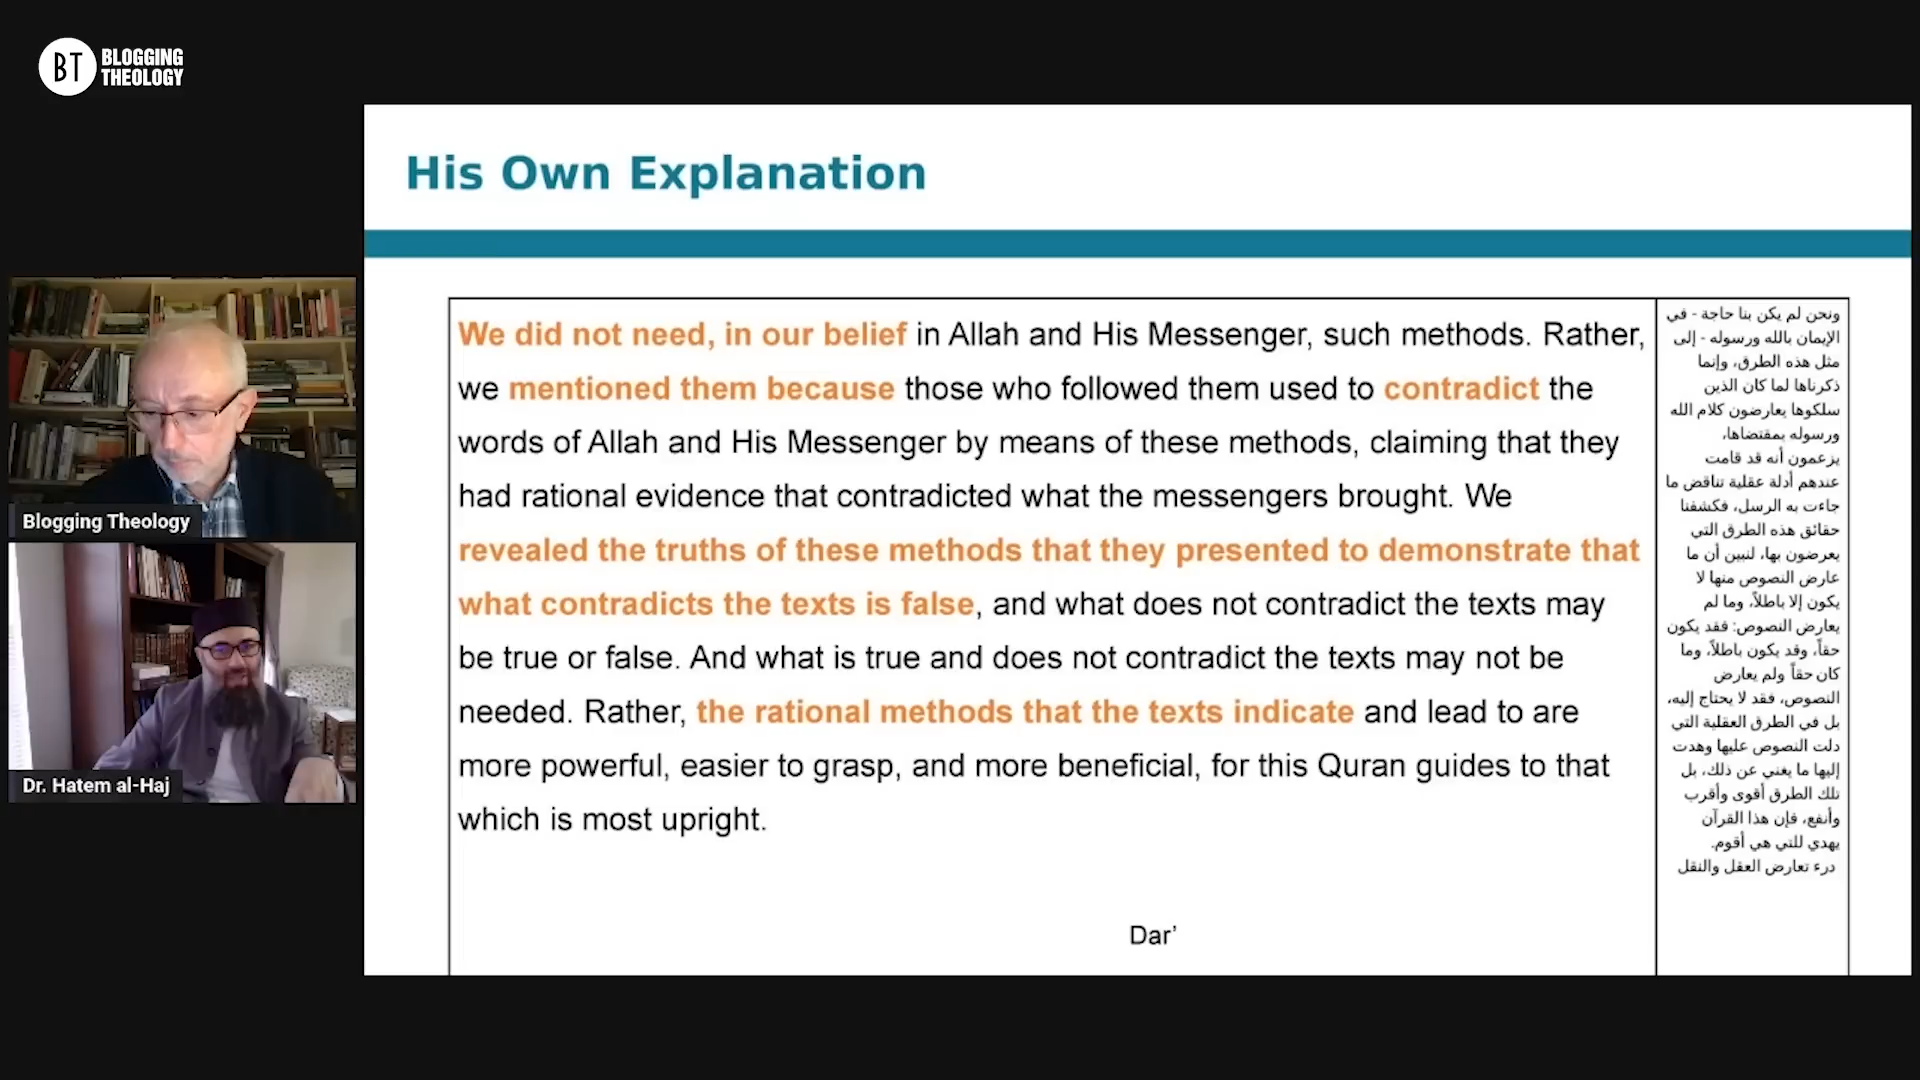 BT BLOGGING
THEOLOGY
His Own Explanation
We did not need, in our belief in Allah and His Messenger, such methods. Rather,
we mentioned them because those who followed them used to contradict the
words of Allah and His Messenger by means of these methods, claiming that they
had rational evidence that contradicted what the messengers brought. We
revealed the truths of these methods that they presented to demonstrate that
what contradicts the texts is false, and what does not contradict the texts may
be true or false. And what is true and does not contradict the texts may not be
needed. Rather, the rational methods that the texts indicate and lead to are
more powerful, easier to grasp, and more beneficial, for this Quran guides to that
which is most upright.
Dar’
ونحن لم يكن بنا حاجة - في
الإيمان بالله ورسوله - إلى
مثل هذه الطرق، وإنما
ذكرناها لما كان الذين
سلكوها يعارضون كلام الله
ورسوله بمقتضاها،
يزعمون أنه قد قامت
عندهم أدلة عقلية تناقض ما
جاءت به الرسل، فكشفنا
حقائق هذه الطرق التي
يعرضون بها، لنبين أن ما
عارض النصوص منها لا
يكون إلا باطلاً، وما لم
يعارض النصوص: فقد يكون
حقاً، وقد يكون باطلاً، وما
كان حقاً ولم يعارض
النصوص، فقد لا يحتاج إليه،
بل في الطرق العقلية التي
دلت النصوص عليها وهدت
إليها ما يغني عن ذلك، بل
تلك الطرق أقوى وأقرب
وأنفع، فإن هذا القرآن
يهدي للتي هي أقوم.
درء تعارض العقل والنقل
Blogging Theology
Dr. Hatem al-Haj